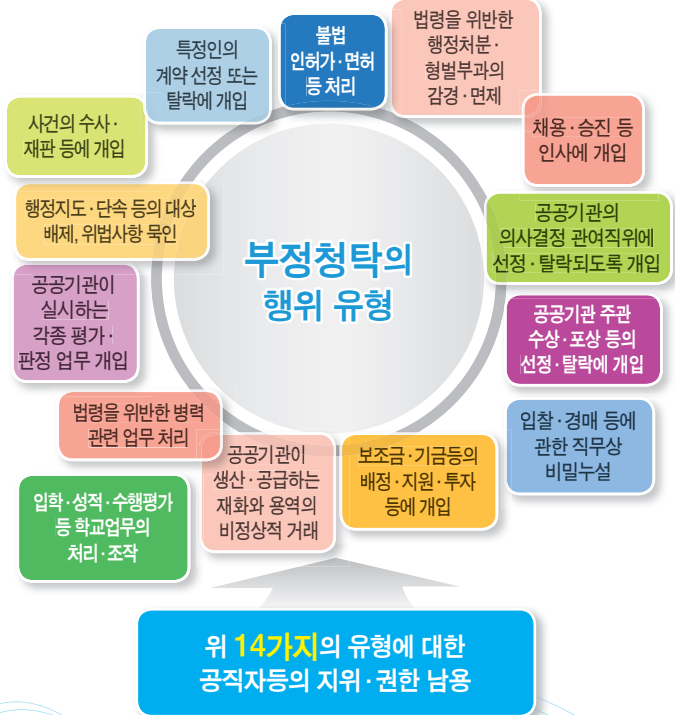 부정청탁의
행위 유형
불법
인허가·면허
등 처리
법령을 위반한
행정처분·
형벌부과의
감경·면제
채용·승진 등
인사에 개입
공공기관의
의사결정 관여직위에
선정·탈락되도록 개입
공공기관 주관
수상·포상 등의
선정·탈락에 개입
입찰·경매 등에
관한 직무상
비밀누설
특정인의
계약 선정 또는
탈락에 개입
보조금·기금등의
배정·지원·투자
등에 개입
공공기관이
생산·공급하는
재화와 용역의
비정상적 거래
입학·성적·수행평가
등 학교업무의
처리·조작
법령을 위반한 병력
관련 업무 처리
공공기관이
실시하는
각종 평가·
판정 업무 개입
행정지도·단속 등의 대상
배제, 위법사항 묵인
사건의 수사·
재판 등에 개입
위 14가지의 유형에 대한
공직자등의 지위·권한 남용